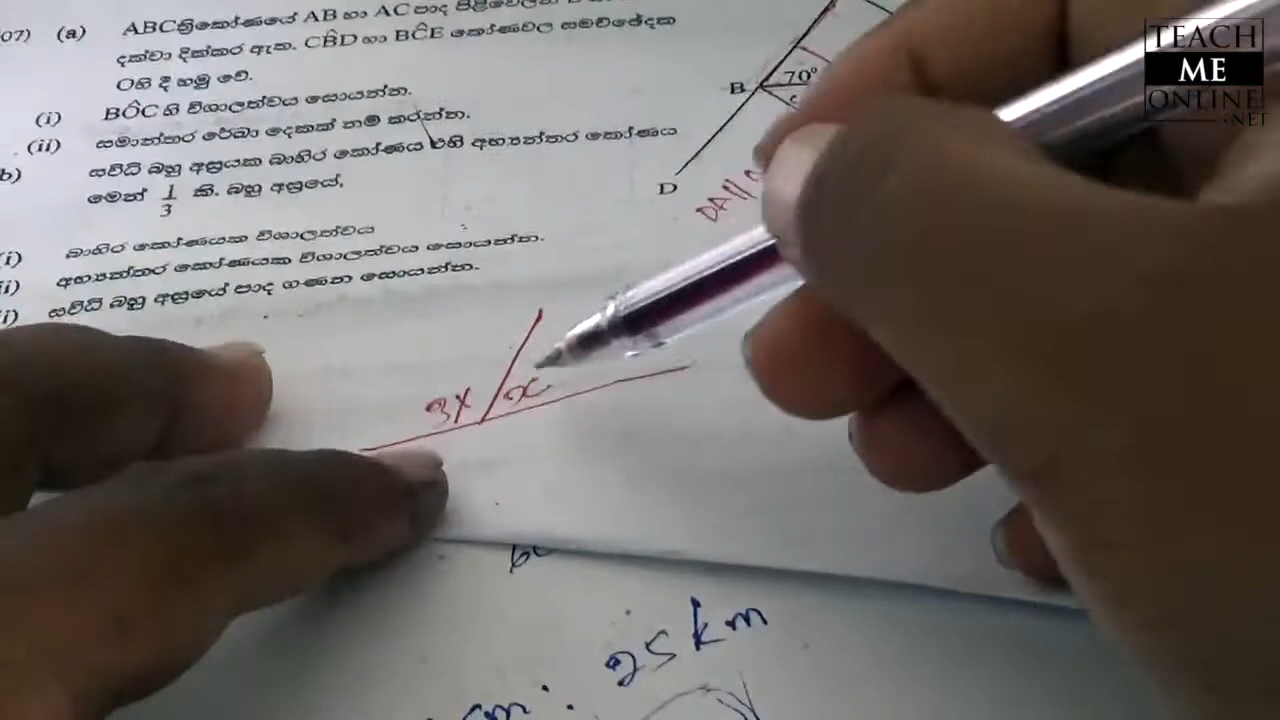 07) (a) ABC ත්‍රිකෝණයේ AB හා AC පාද
දක්වා දික්කර ඇත. CB̂D හා BĈE කෝණවල සමච්ඡේදක
O හි දී හමු වේ.
(i) BÔC හි විශාලත්වය සොයන්න.
(ii) සමාන්තර රේඛා දෙකක් නම් කරන්න.
b) සවිධි බහු අස්‍රයක බාහිර කෝණය එහි අභ්‍යන්තර කෝණය
මෙන් 1/3 කි. බහු අස්‍රයේ,
(i) බාහිර කෝණයක විශාලත්වය
ii) අභ්‍යන්තර කෝණයක විශාලත්වය සොයන්න.
i) සවිධි බහු අස්‍රයේ පාද ගණන සොයන්න.
B 70°
D
DA//
3x x
25 km
cm :
TEACH
ME
ONLINE
.NET